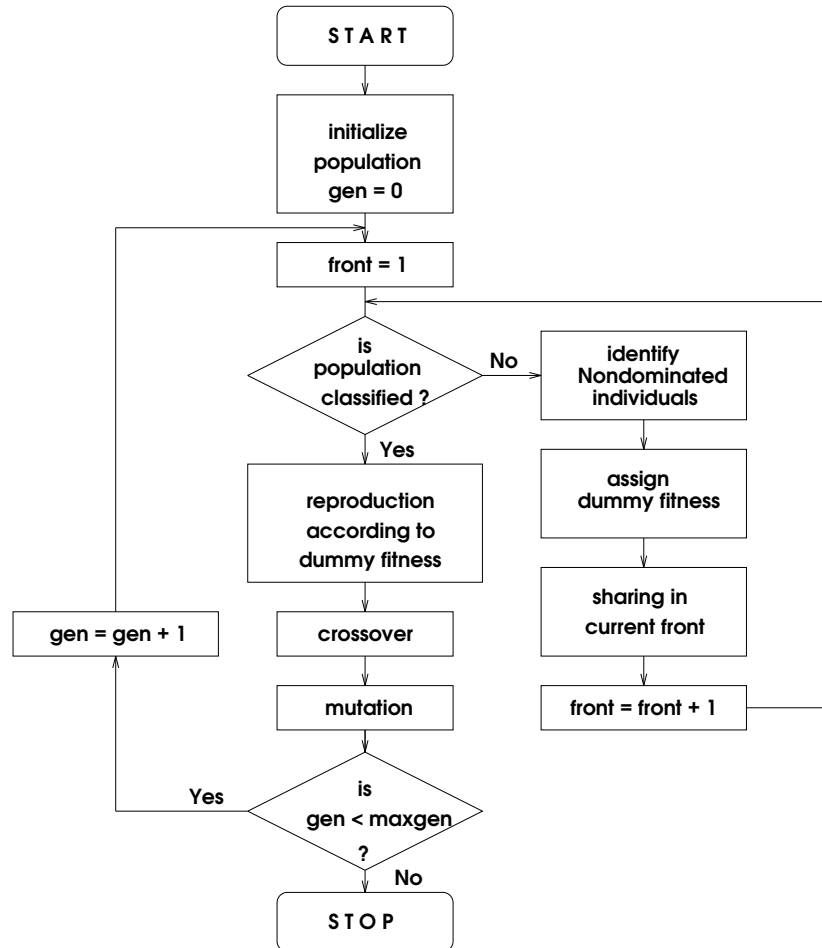 S T A R T
initialize
population
gen = 0
front = 1
is
population
classified ?
No
identify
Nondominated
individuals
Yes
assign
dummy fitness
reproduction
according to
dummy fitness
sharing in
current front
gen = gen + 1
crossover
mutation
front = front + 1
Yes
is
gen < maxgen
?
No
S T O P